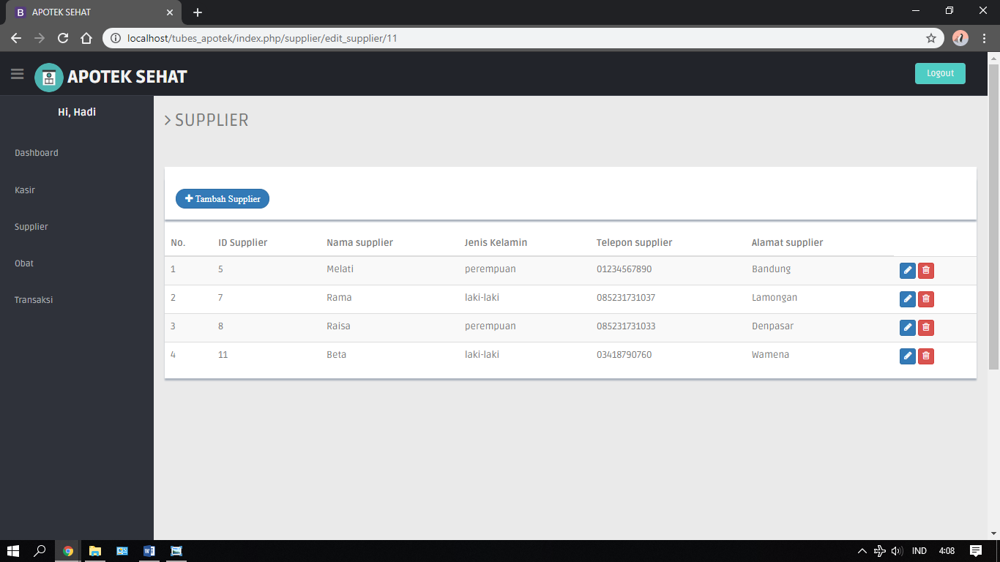 APOTEK SEHAT
localhost/tubes_apotek/index.php/supplier/edit_supplier/11
APOTEK SEHAT
Logout
Hi, Hadi
SUPPLIER
Dashboard
Kasir
Supplier
Obat
Transaksi
Tambah Supplier
No. ID Supplier Nama supplier Jenis Kelamin Telepon supplier Alamat supplier
1 5 Melati perempuan 01234567890 Bandung
2 7 Rama laki-laki 085231731037 Lamongan
3 8 Raisa perempuan 085231731033 Denpasar
4 11 Beta laki-laki 03418790760 Wamena
IND 4:08